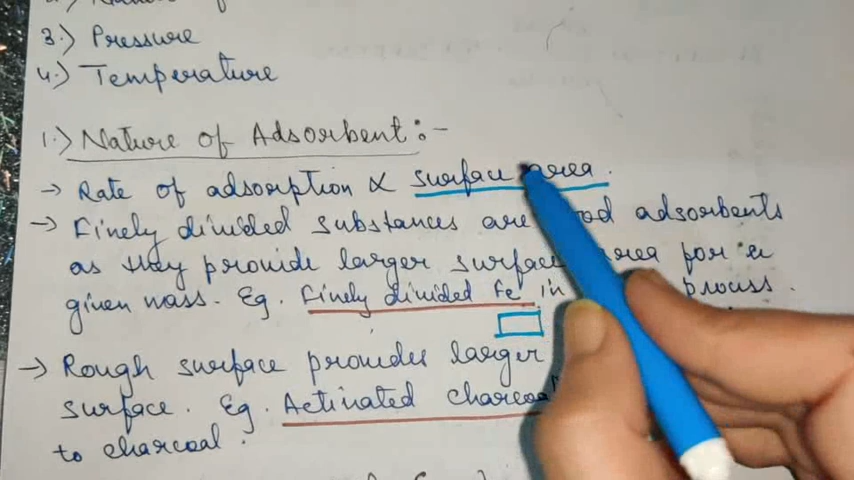 3.) Pressure
4.) Temperature
1.) Nature of Adsorbent :-
→ Rate of adsorption ∝ surface area.
→ Finely divided substances are adsorbents
as they provide larger surface area for a
given mass. Eg. Finely divided Fe in process.
→ Rough surface provides larger
surface. Eg. Activated charcoal
to charcoal.